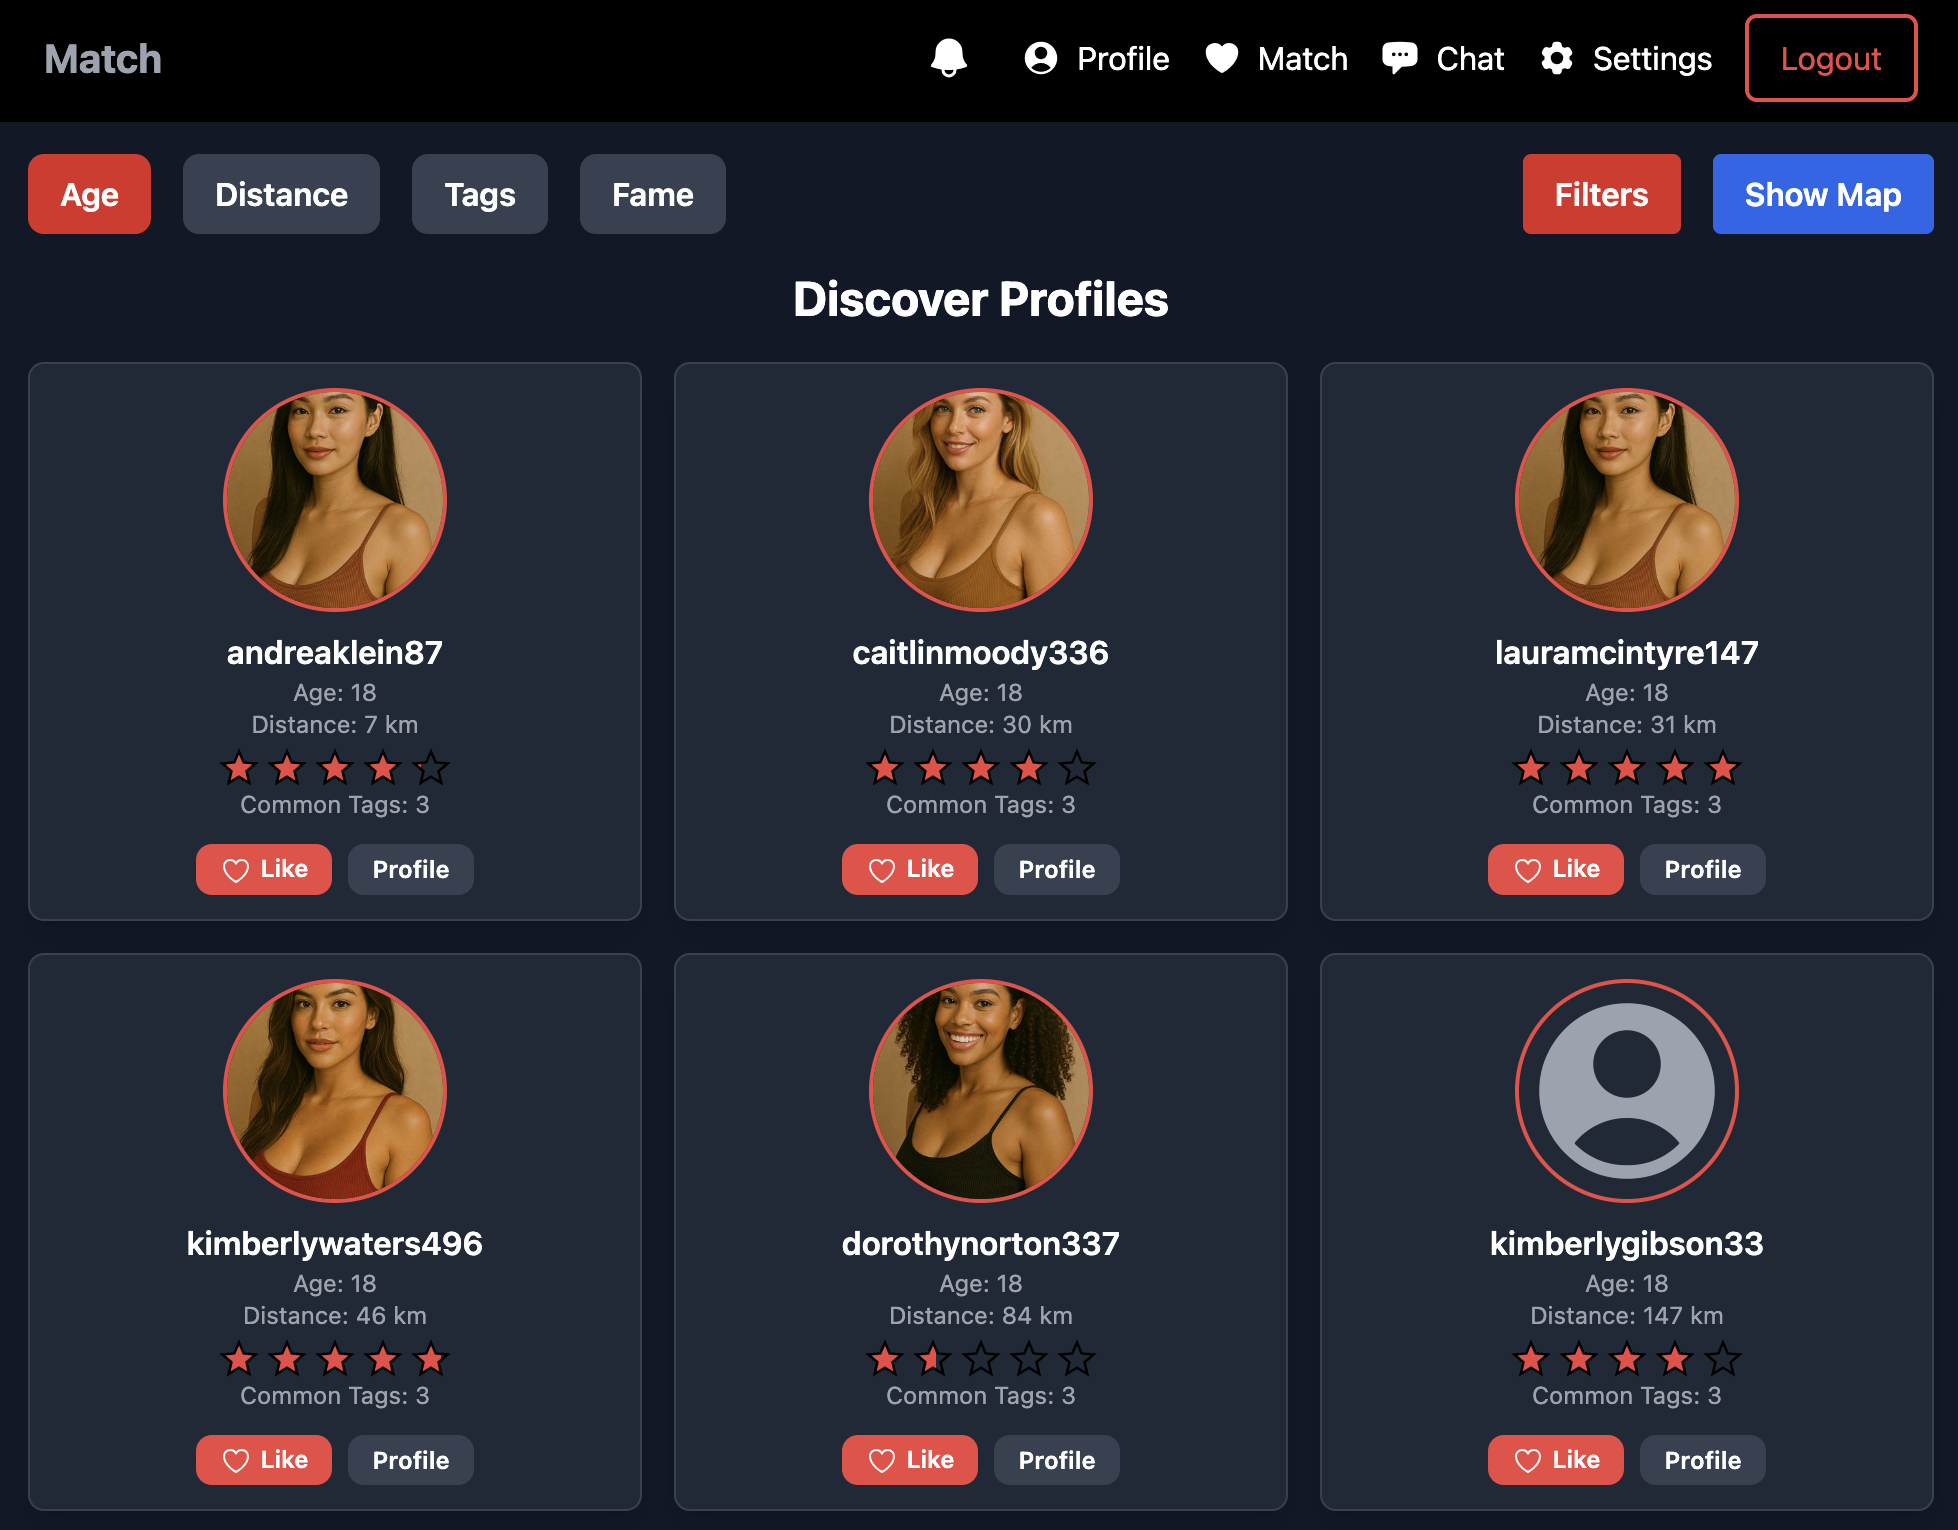 Match
Profile
Match
Chat
Settings
Logout
Age
Distance
Tags
Fame
Filters
Show Map
Discover Profiles
andreaklein87
Age: 18
Distance: 7 km
Common Tags: 3
Like
Profile
caitlinmoody336
Age: 18
Distance: 30 km
Common Tags: 3
Like
Profile
lauramcintyre147
Age: 18
Distance: 31 km
Common Tags: 3
Like
Profile
kimberlywaters496
Age: 18
Distance: 46 km
Common Tags: 3
Like
Profile
dorothynorton337
Age: 18
Distance: 84 km
Common Tags: 3
Like
Profile
kimberlygibson33
Age: 18
Distance: 147 km
Common Tags: 3
Like
Profile